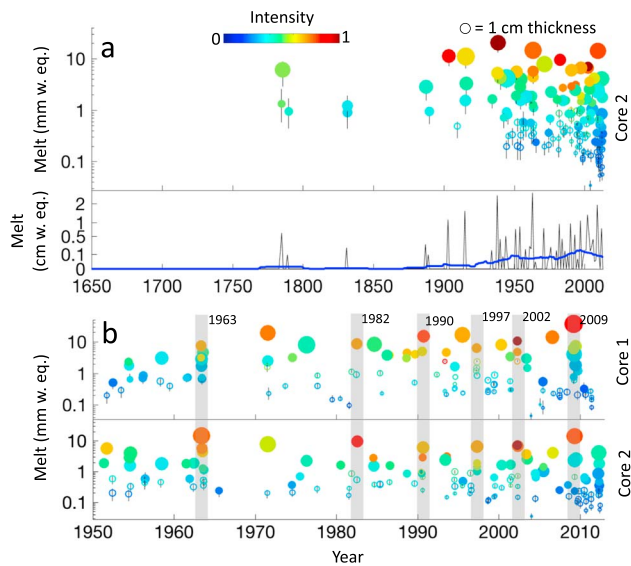 Intensity
0 1
= 1 cm thickness
a
Melt (mm w. eq.)
10
1
0.1
Core 2
Melt
(cm w. eq.)
2
1
0.5
0.1
0
1650 1700 1750 1800 1850 1900 1950 2000
b
1963 1982 1990 1997 2002 2009
Melt (mm w. eq.)
10
1
0.1
Core 1
10
1
0.1
Core 2
1950 1960 1970 1980 1990 2000 2010
Year